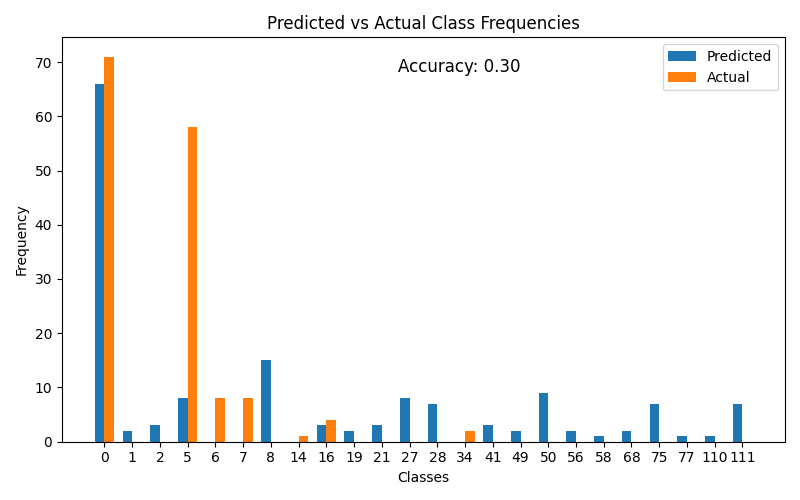 Predicted vs Actual Class Frequencies
Accuracy: 0.30
Predicted
Actual
Frequency
70
60
50
40
30
20
10
0
0 1 2 5 6 7 8 14 16 19 21 27 28 34 41 49 50 56 58 68 75 77 110 111
Classes